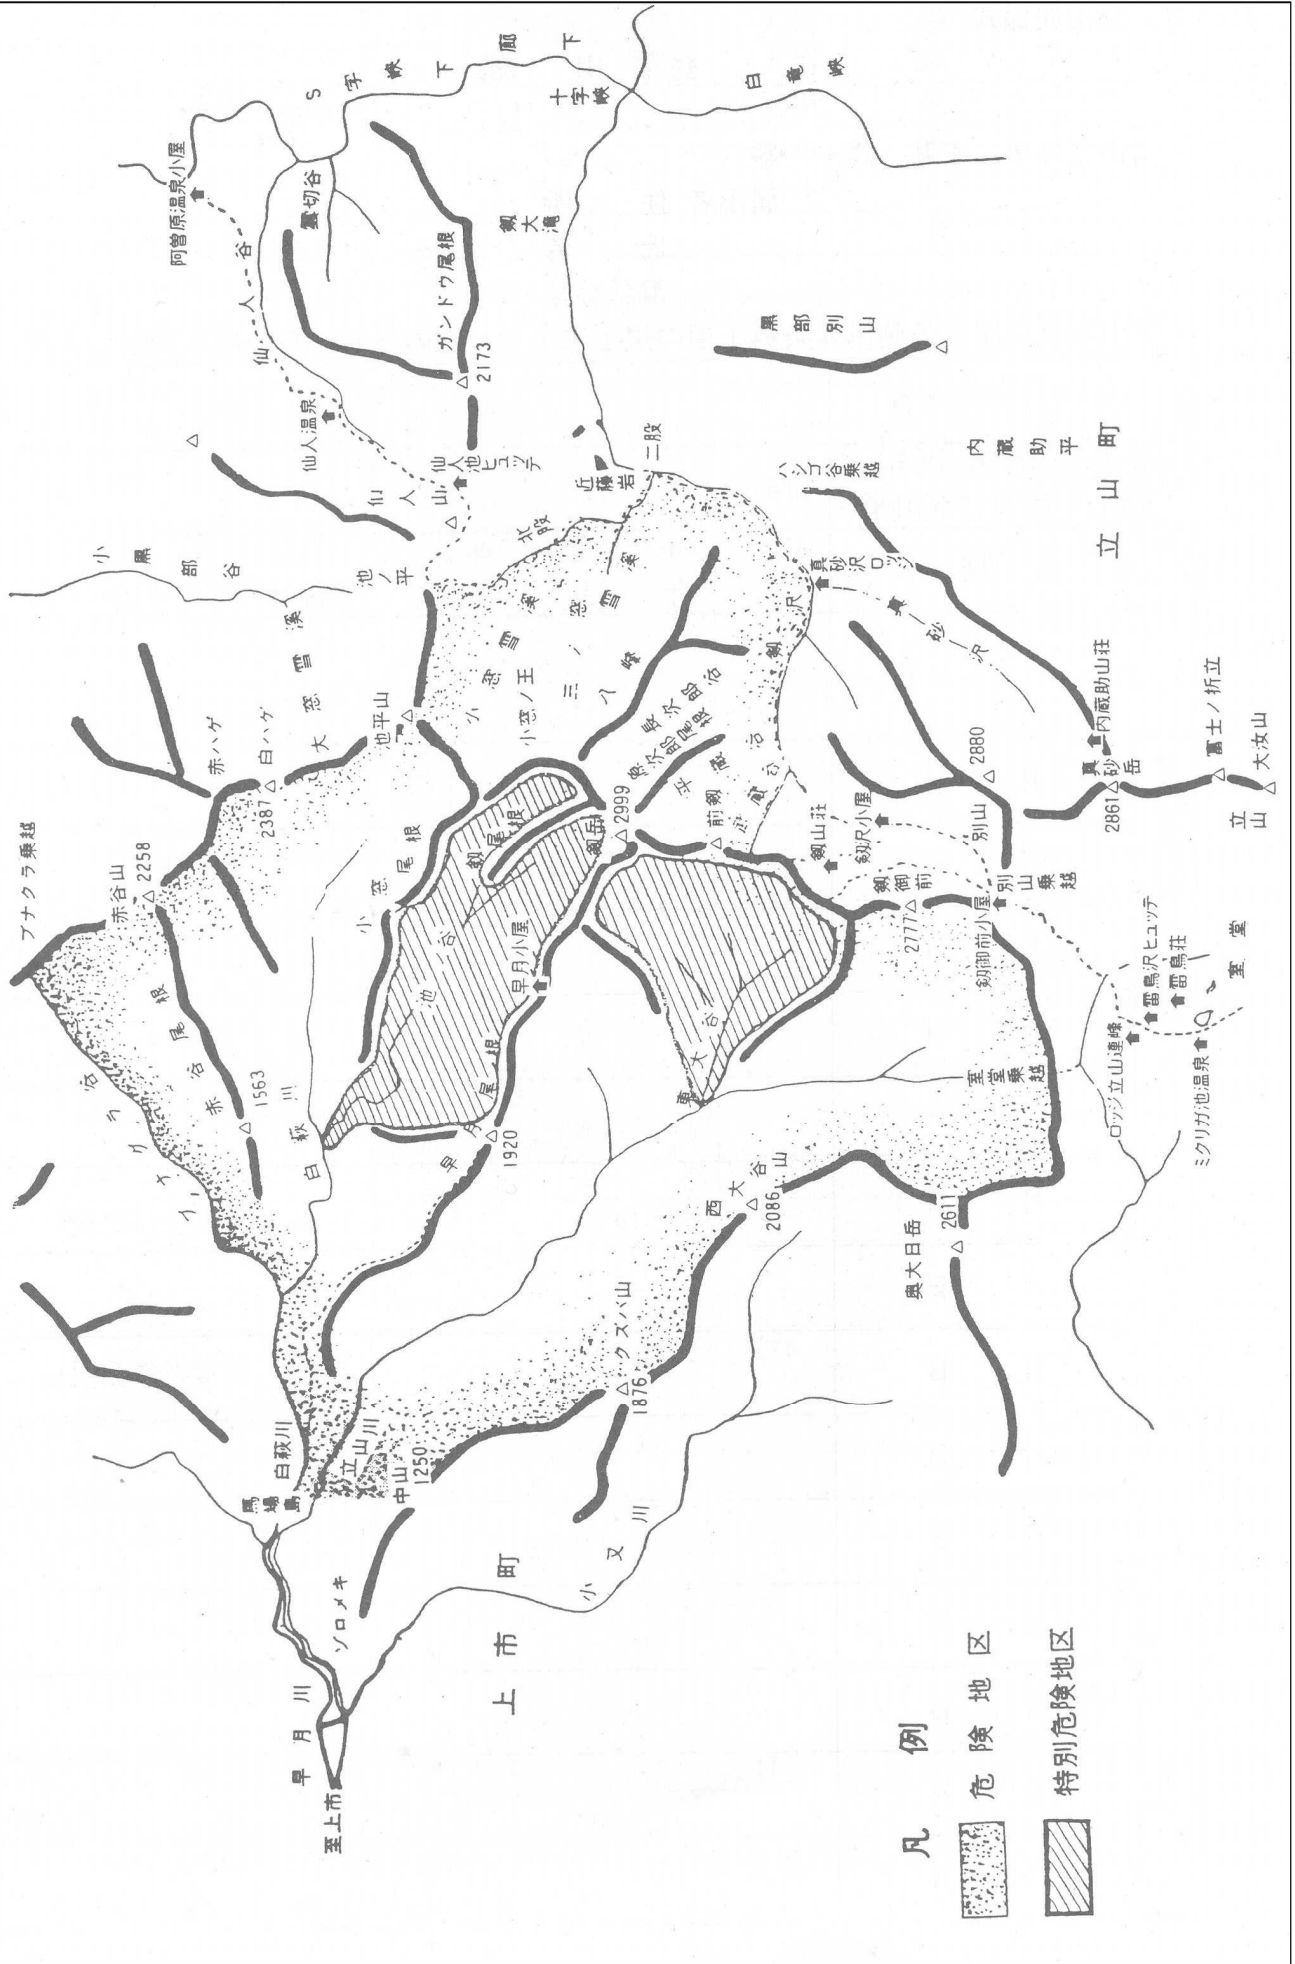 阿曽原温泉小屋
S字峡
下廊下
十字峡
白竜峡
雲切谷
仙人谷
ガンドウ尾根
2173
剱大滝
黒部別山
仙人温泉
仙人山
仙人池ヒュッテ
近藤岩
二股
ハシゴ谷乗越
内蔵助平
立山町
小黒部谷
池ノ平
北股
真砂沢ロッジ
真砂沢
大窓雪渓
池平山
小窓雪渓
小窓ノ王
三ノ窓雪渓
八ツ峰
剱沢
赤ハゲ
白ハゲ
2387
ブナクラ乗越
赤谷山
2258
小窓尾根
剱尾根
剱岳
2999
前剱
剱山荘
剱沢小屋
別山
2880
内蔵助山荘
真砂岳
2861
富士ノ折立
大汝山
立山
剱御前
2777
剱御前小屋
別山乗越
雷鳥沢ヒュッテ
雷鳥荘
室堂
ロッジ立山連峰
ミクリガ池温泉
室堂乗越
池ノ谷
早月小屋
早月尾根
1920
東大谷
赤谷尾根
1563
白萩川
西大谷山
2086
奥大日岳
2611
クズバ山
1876
白萩川
立山川
中山
1250
馬場島
ゾロメキ
小又川
上市町
早月川
至上市
凡例
危険地区
特別危険地区